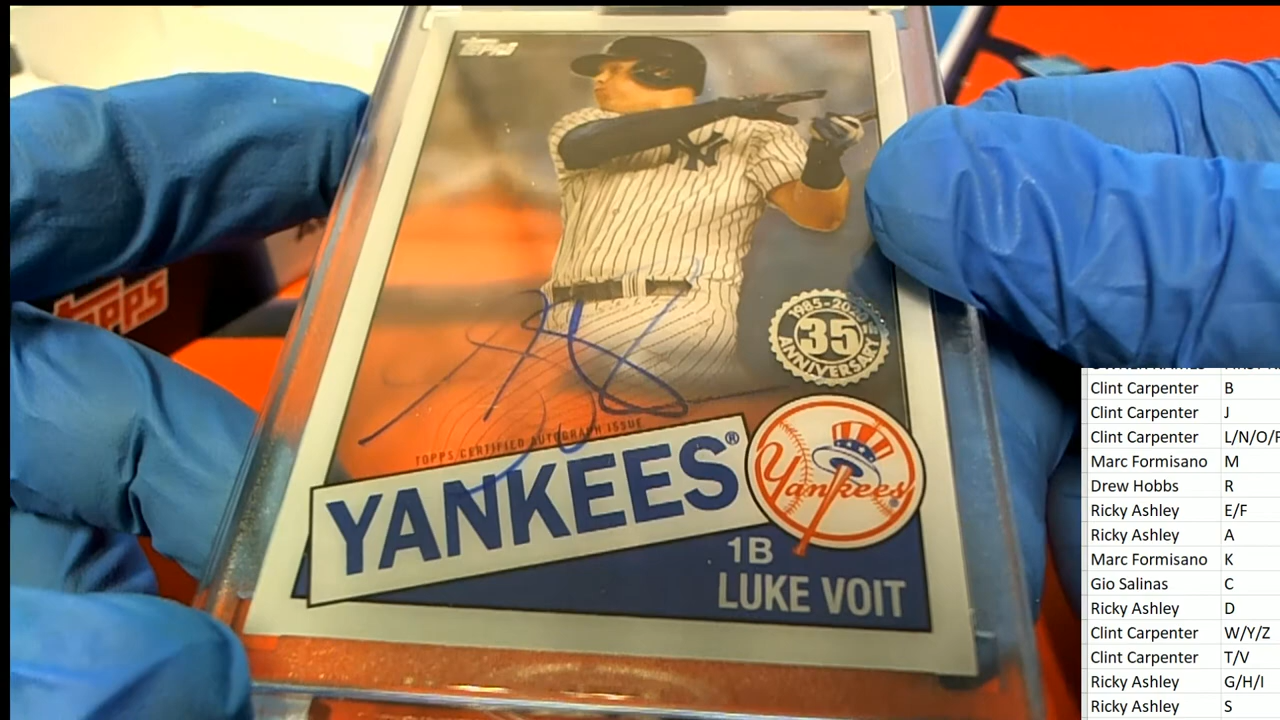 TOPPS
NY
1985-2020
35
ANNIVERSARY
TOPPS
TOPPS CERTIFIED AUTOGRAPH ISSUE
YANKEES®
Yankees
1B
LUKE VOIT
Clint Carpenter B
Clint Carpenter J
Clint Carpenter L/N/O/P
Marc Formisano M
Drew Hobbs R
Ricky Ashley E/F
Ricky Ashley A
Marc Formisano K
Gio Salinas C
Ricky Ashley D
Clint Carpenter W/Y/Z
Clint Carpenter T/V
Ricky Ashley G/H/I
Ricky Ashley S